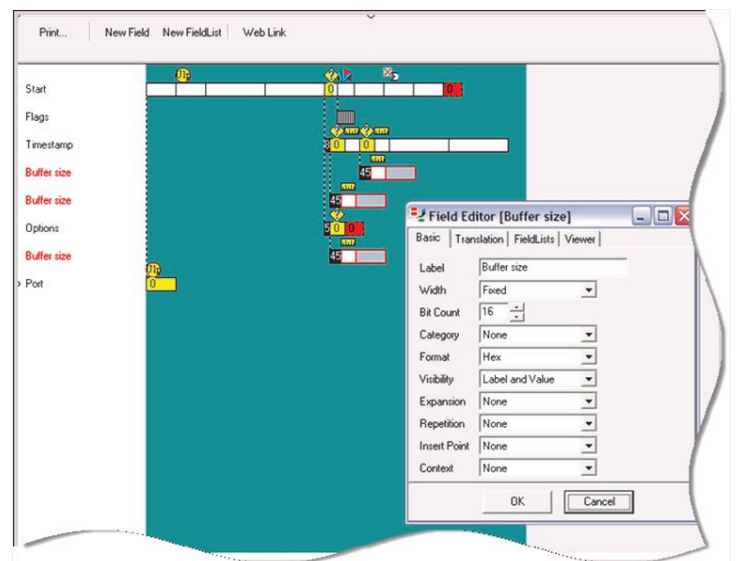 Print... New Field New FieldList Web Link
Start 0 0
Flags
Timestamp 0 0
Buffer size 45
Buffer size 45
Options 5 0 0
Buffer size 45
Port 0
Field Editor [Buffer size]
Basic Translation FieldLists Viewer
Label Buffer size
Width Fixed
Bit Count 16
Category None
Format Hex
Visibility Label and Value
Expansion None
Repetition None
Insert Point None
Context None
OK Cancel